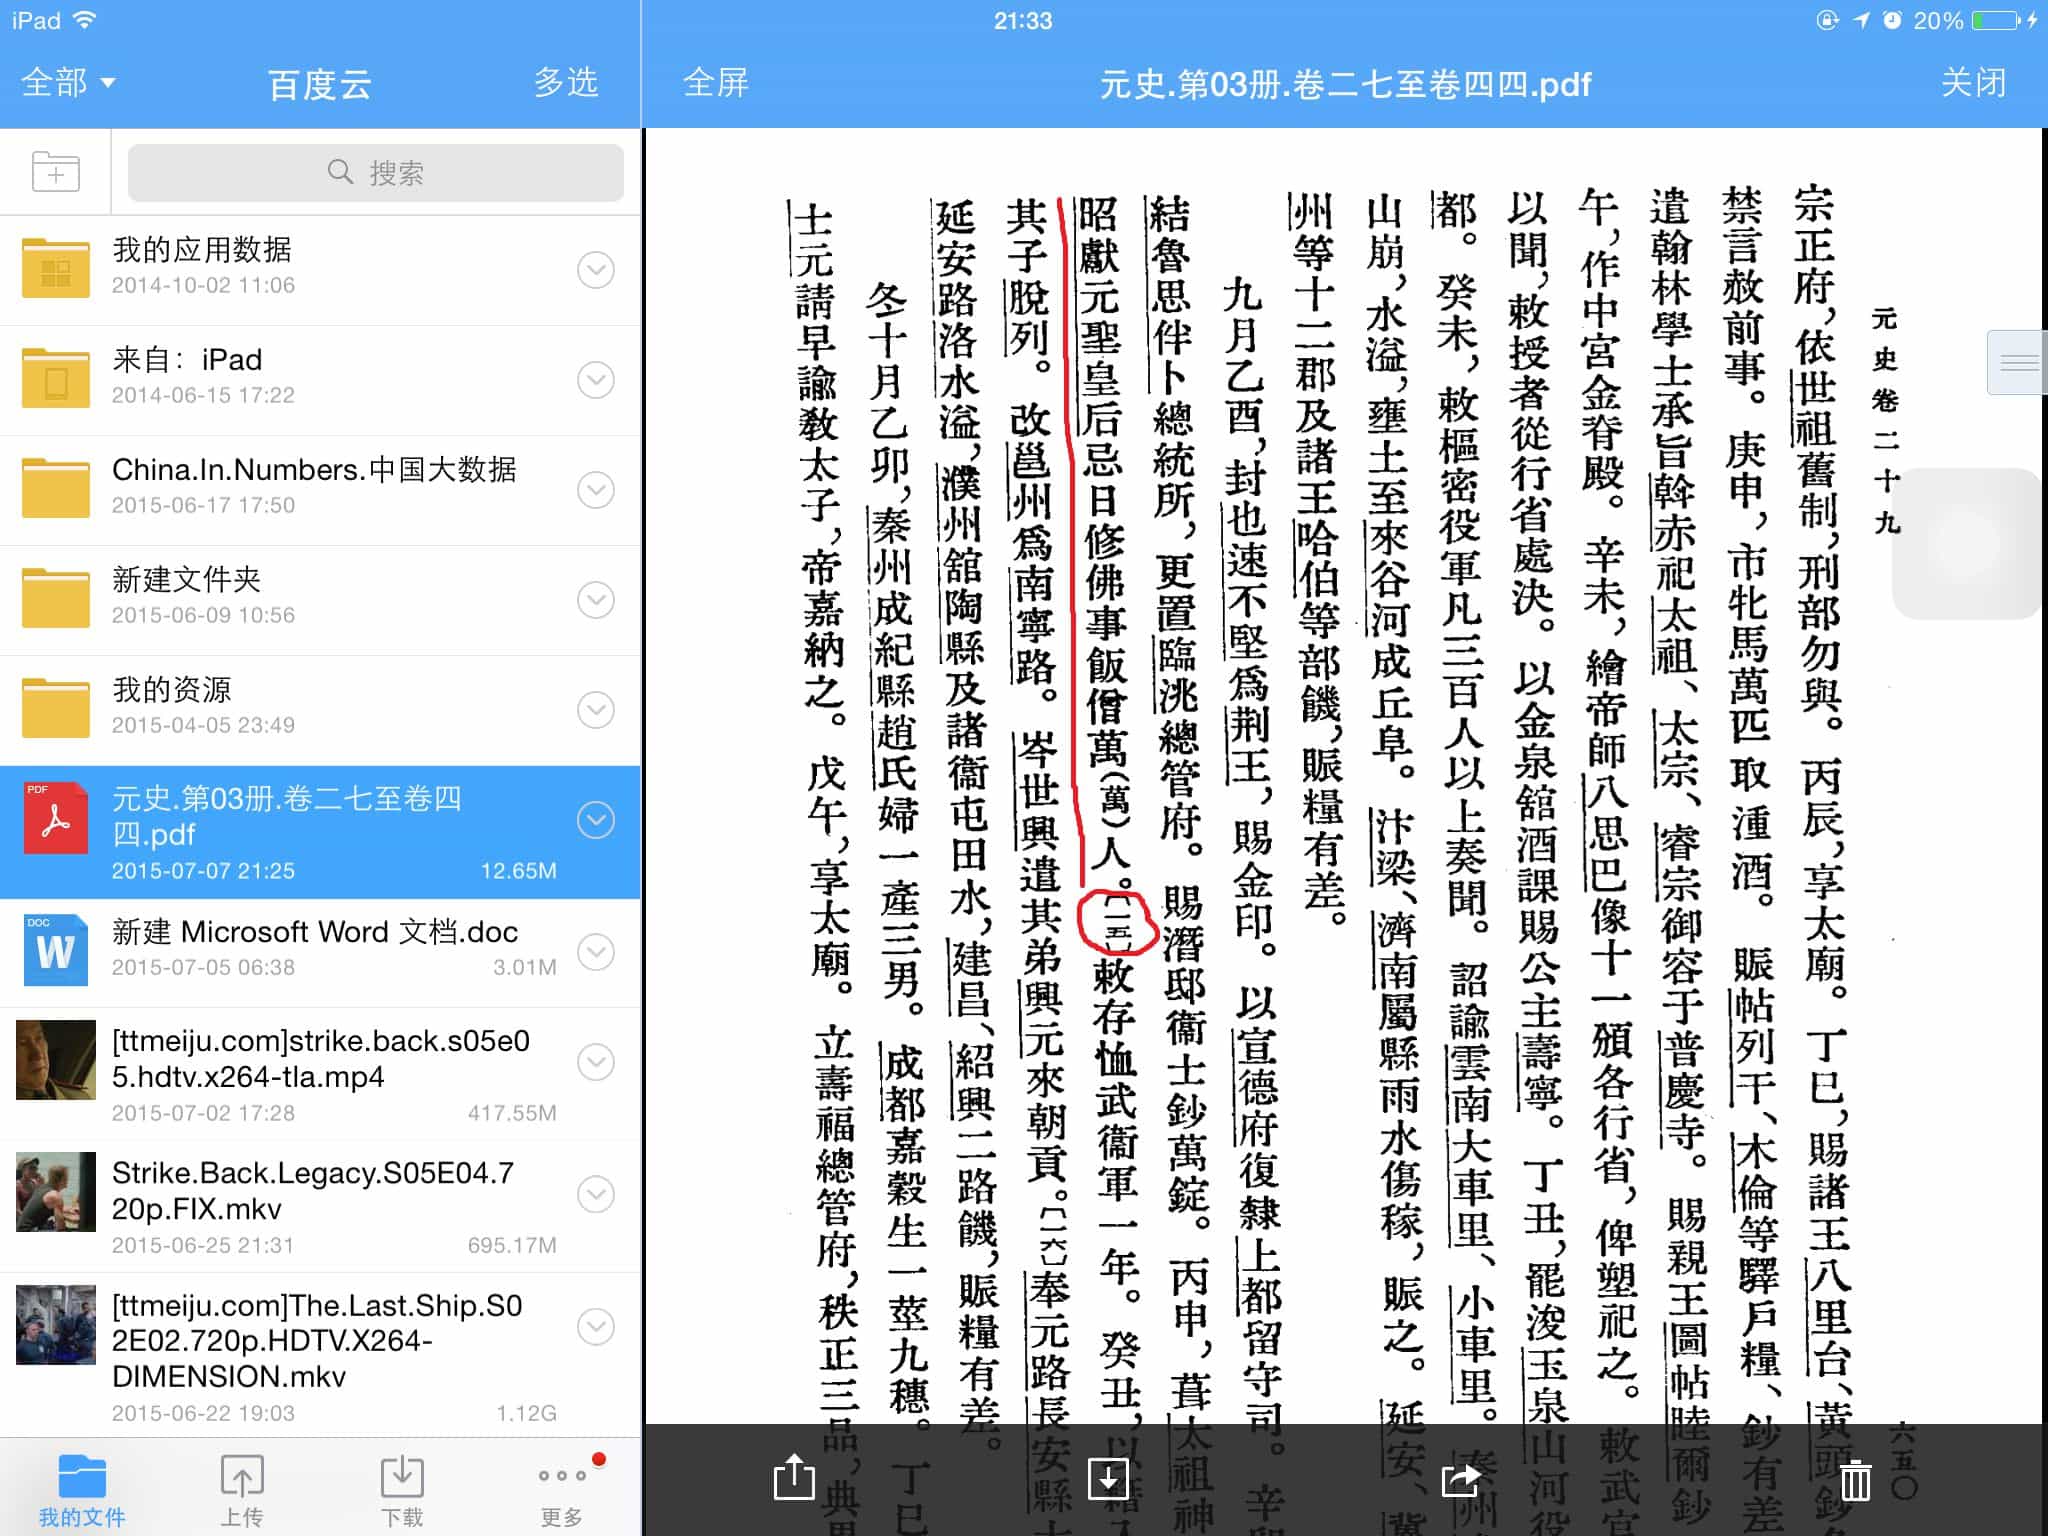 iPad
21:33
20%
全部
百度云
多选
全屏
元史.第03册.卷二七至卷四四.pdf
关闭
搜索
我的应用数据
2014-10-02 11:06
来自：iPad
2014-06-15 17:22
China.In.Numbers.中国大数据
2015-06-17 17:50
新建文件夹
2015-06-09 10:56
我的资源
2015-04-05 23:49
PDF
元史.第03册.卷二七至卷四
四.pdf
2015-07-07 21:25
12.65M
DOC
W
新建 Microsoft Word 文档.doc
2015-07-05 06:38
3.01M
[ttmeiju.com]strike.back.s05e0
5.hdtv.x264-tla.mp4
2015-07-02 17:28
417.55M
Strike.Back.Legacy.S05E04.7
20p.FIX.mkv
2015-06-25 21:31
695.17M
[ttmeiju.com]The.Last.Ship.S0
2E02.720p.HDTV.X264-
DIMENSION.mkv
2015-06-22 19:03
1.12G
我的文件
上传
下载
更多
元史卷二十九
六五〇
宗正府，依世祖舊制，刑部勿與。丙辰，享太廟。丁巳，賜諸王八里台、黃頭鈔
禁言赦前事。庚申，市牝馬萬匹取湩酒。賑帖列干、木倫等驛戶糧、鈔有差
遣翰林學士承旨斡赤祀太祖、太宗、睿宗御容于普慶寺。賜親王圖帖睦爾鈔
午，作中宮金脊殿。辛未，繪帝師八思巴像十一頒各行省，俾塑祀之。敕武官
以聞，敕授者從行省處決。以金泉舘酒課賜公主壽寧。丁丑，罷浚玉泉山河役
都。癸未，敕樞密役軍凡三百人以上奏聞。詔諭雲南大車里、小車里。秦州
山崩，水溢，壅土至來谷河成丘阜。汴梁、濟南屬縣雨水傷稼，賑之。延安、冀
州等十二郡及諸王哈伯等部饑，賑糧有差。
九月乙酉，封也速不堅爲荆王，賜金印。以宣德府復隸上都留守司。辛
結魯思伴卜總統所，更置臨洮總管府。賜潛邸衞士鈔萬錠。丙申，葺太祖神
昭獻元聖皇后忌日修佛事飯僧萬（萬）人。〔一五〕敕存恤武衞軍一年。癸丑，以籍入
其子脫列。改邕州爲南寧路。岑世興遣其弟興元來朝貢。〔一六〕奉元路長安縣
延安路洛水溢，濮州舘陶縣及諸衞屯田水，建昌、紹興二路饑，賑糧有差。
冬十月乙卯，秦州成紀縣趙氏婦一產三男。成都嘉穀生一莖九穗。丁巳
士元請早諭教太子，帝嘉納之。戊午，享太廟。立壽福總管府，秩正三品，典